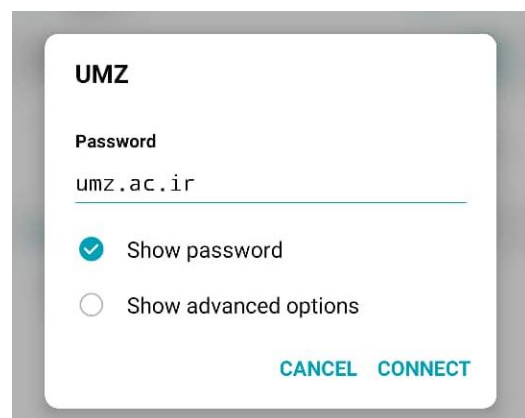 UMZ
Password
umz.ac.ir
Show password
Show advanced options
CANCEL CONNECT